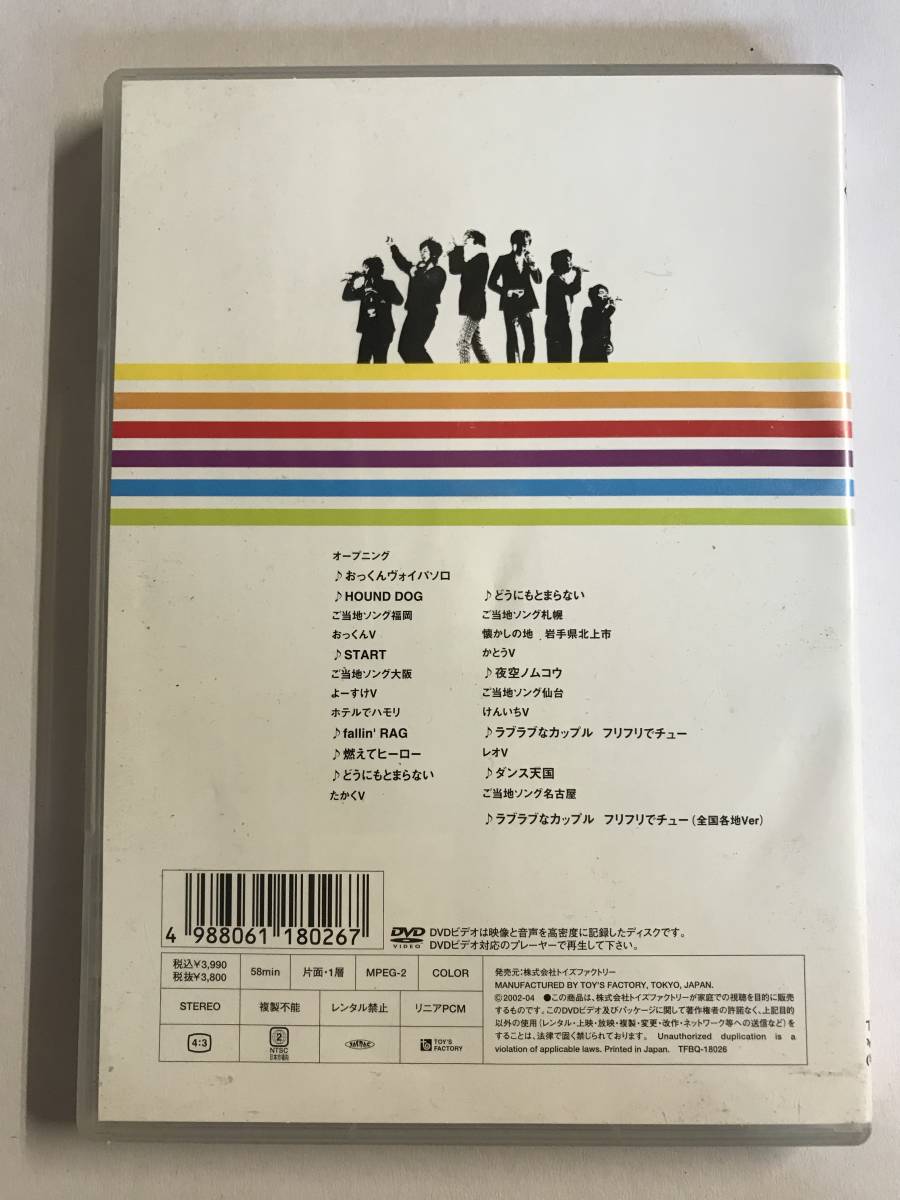 オープニング
♪おっくんヴォイパソロ
♪HOUND DOG
ご当地ソング福岡
おっくんV
♪START
ご当地ソング大阪
よーすけV
ホテルでハモリ
♪fallin' RAG
♪燃えてヒーロー
♪どうにもとまらない
たかくV
♪どうにもとまらない
ご当地ソング札幌
懐かしの地 岩手県北上市
かとうV
♪夜空ノムコウ
ご当地ソング仙台
けんいちV
♪ラブラブなカップル フリフリでチュー
レオV
♪ダンス天国
ご当地ソング名古屋
♪ラブラブなカップル フリフリでチュー(全国各地Ver)
4 988061 180267
DVD VIDEO
DVDビデオは映像と音声を高密度に記録したディスクです。
DVDビデオ対応のプレーヤーで再生して下さい。
税込¥3,990
税抜¥3,800
58min
片面・1層
MPEG-2
COLOR
STEREO
複製不能
レンタル禁止
リニアPCM
4:3
2
NTSC
日本市場向
TOY'S FACTORY
発売元:株式会社トイズファクトリー
MANUFACTURED BY TOY'S FACTORY, TOKYO, JAPAN.
©2002-04 ●この商品は、株式会社トイズファクトリーが家庭での視聴を目的に販売
するものです。このDVDビデオ及びパッケージに関して著作権者の許諾なく、上記目的
以外の使用(レンタル・上映・放映・複製・変更・改作・ネットワーク等への送信など)を
することは、法律で固く禁じられております。 Unauthorized duplication is a
violation of applicable laws. Printed in Japan. TFBQ-18026